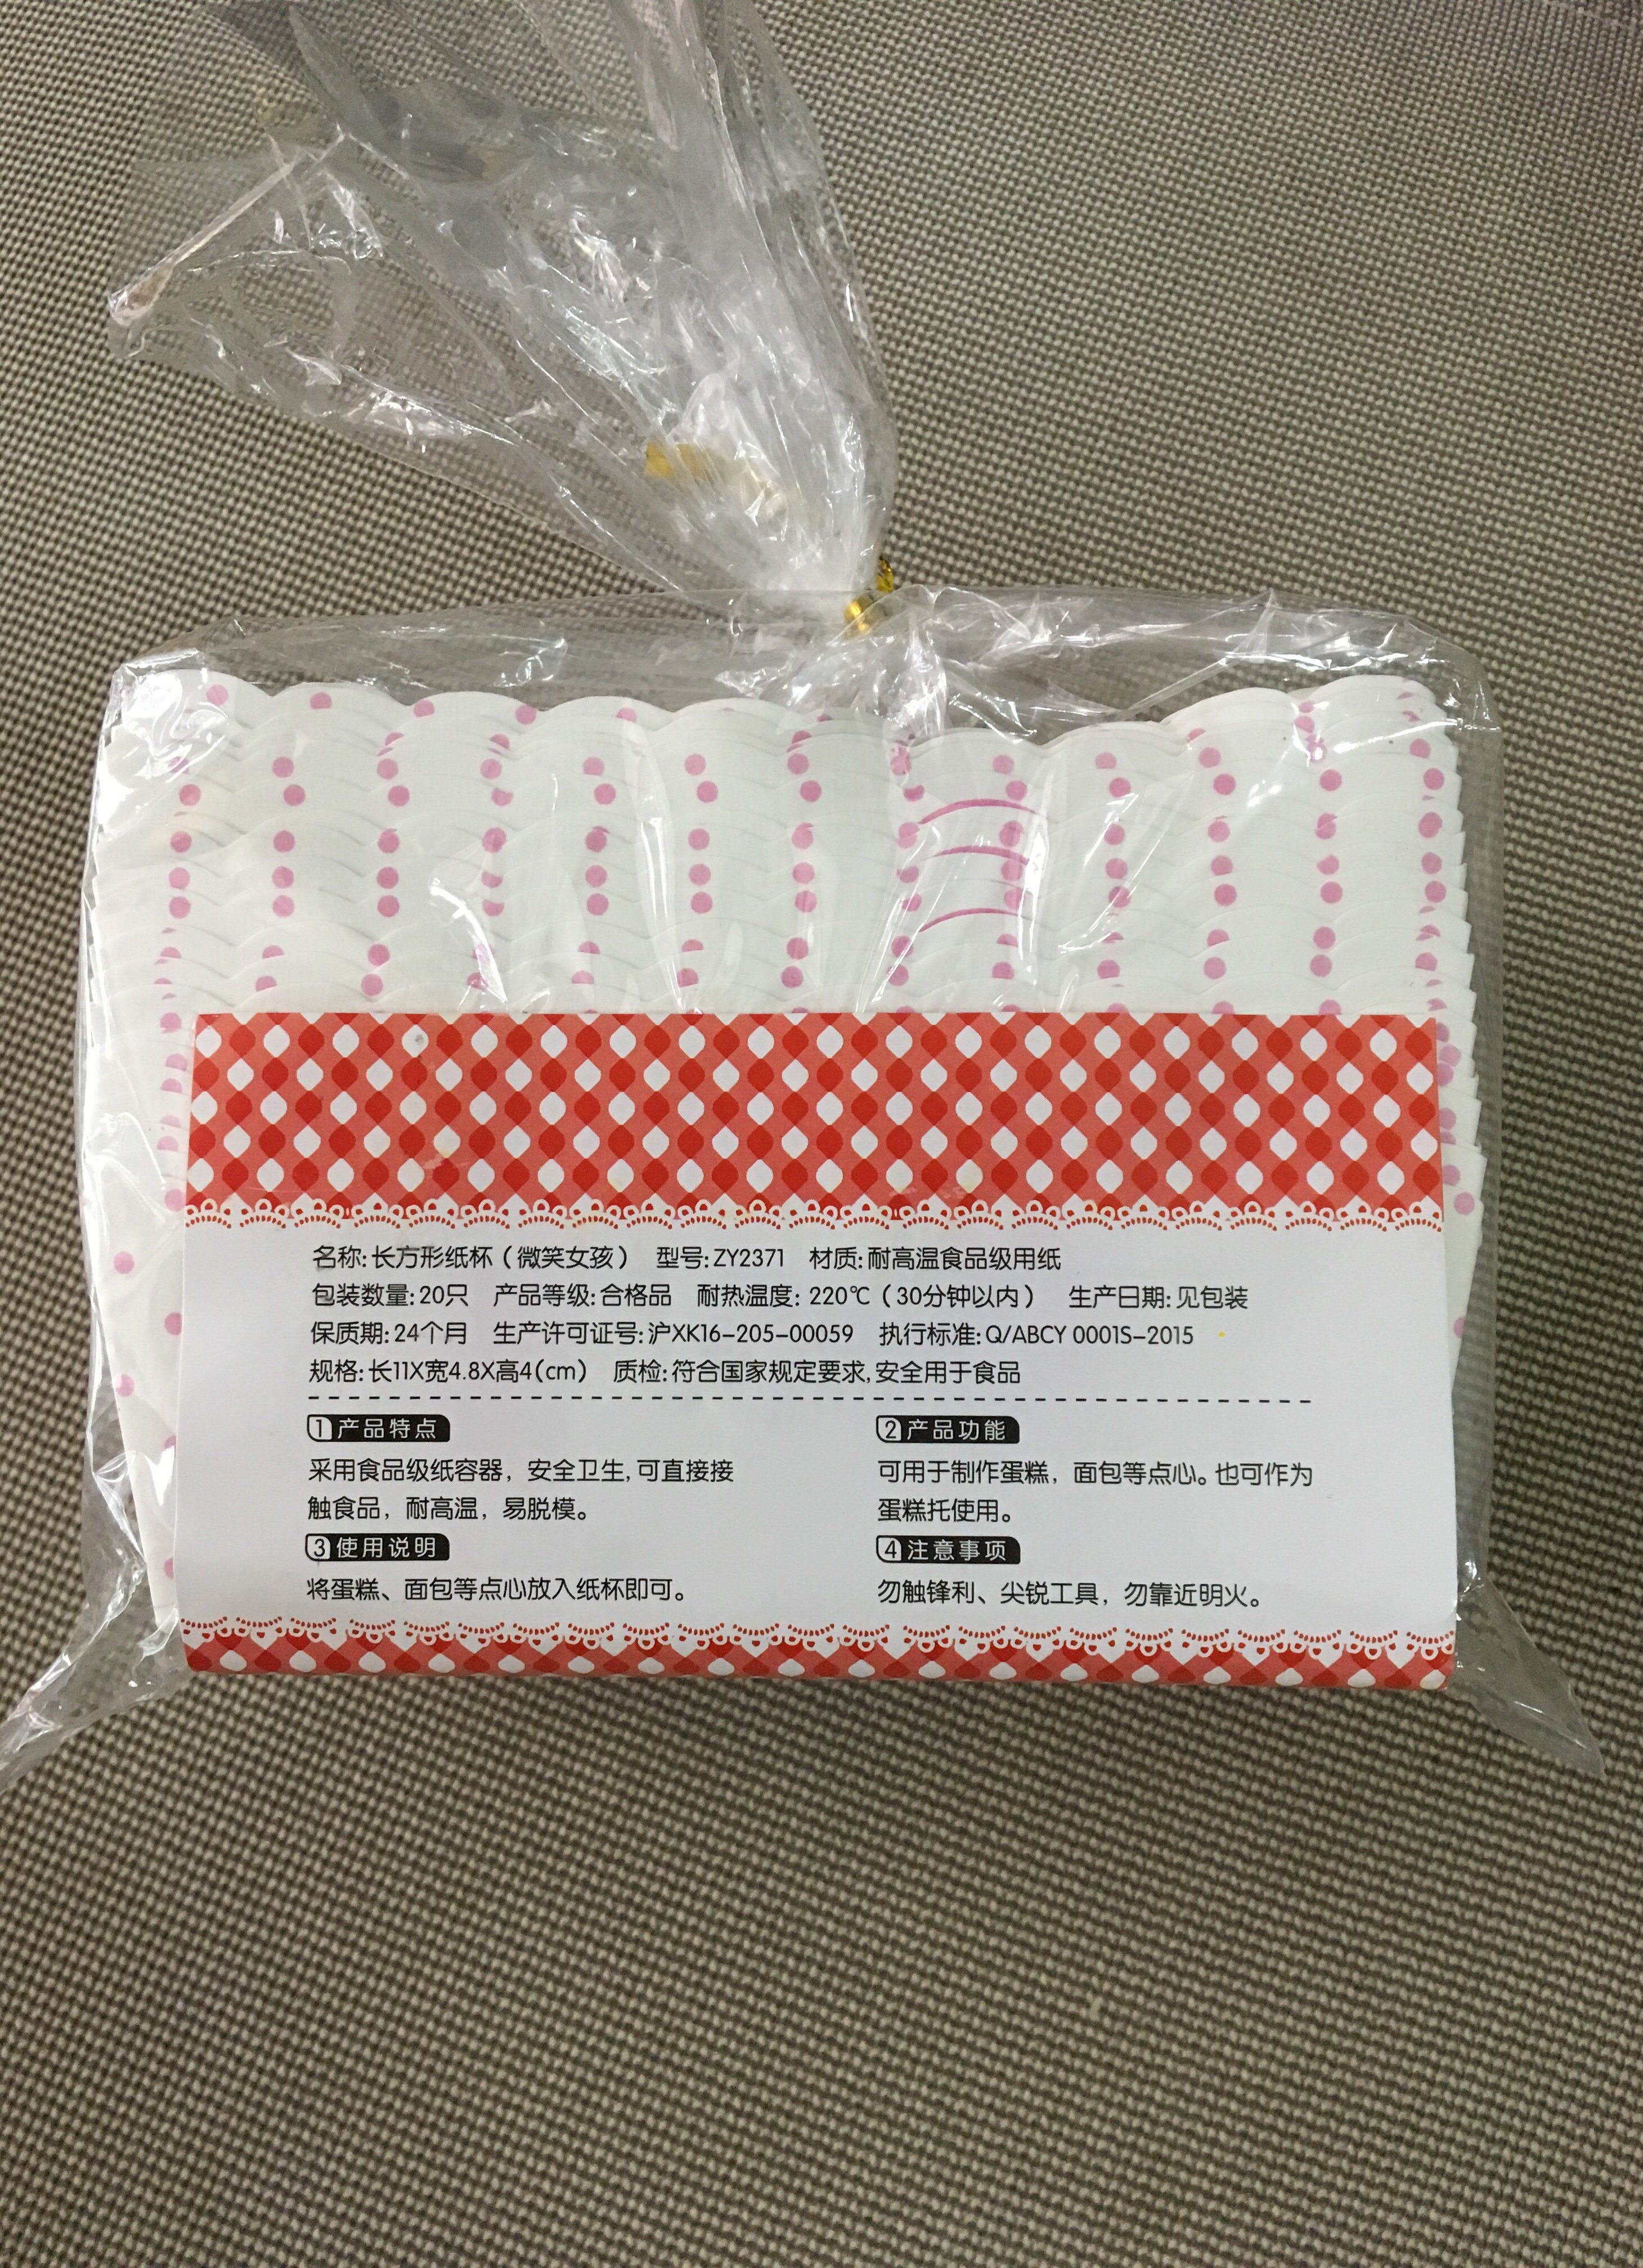 名称:长方形纸杯（微笑女孩） 型号:ZY2371 材质:耐高温食品级用纸
包装数量:20只 产品等级:合格品 耐热温度: 220℃（30分钟以内） 生产日期:见包装
保质期:24个月 生产许可证号:沪XK16-205-00059 执行标准:Q/ABCY 0001S-2015
规格:长11X宽4.8X高4(cm) 质检:符合国家规定要求,安全用于食品
1 产品特点
采用食品级纸容器，安全卫生,可直接接
触食品，耐高温，易脱模。
2 产品功能
可用于制作蛋糕，面包等点心。也可作为
蛋糕托使用。
3 使用说明
将蛋糕、面包等点心放入纸杯即可。
4 注意事项
勿触锋利、尖锐工具，勿靠近明火。